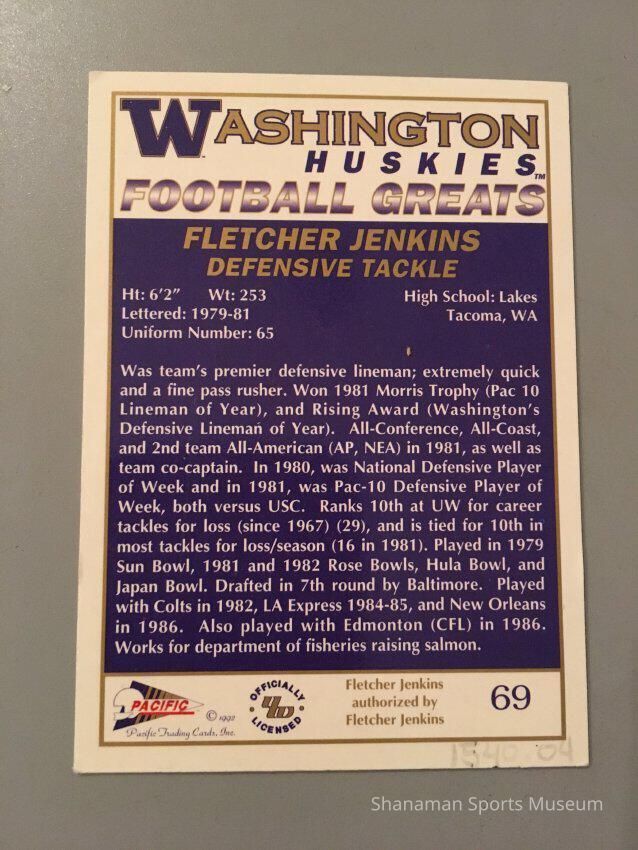 WASHINGTON
HUSKIES™
FOOTBALL GREATS
FLETCHER JENKINS
DEFENSIVE TACKLE
Ht: 6'2" Wt: 253 High School: Lakes
Lettered: 1979-81 Tacoma, WA
Uniform Number: 65
Was team's premier defensive lineman; extremely quick
and a fine pass rusher. Won 1981 Morris Trophy (Pac 10
Lineman of Year), and Rising Award (Washington's
Defensive Lineman of Year). All-Conference, All-Coast,
and 2nd team All-American (AP, NEA) in 1981, as well as
team co-captain. In 1980, was National Defensive Player
of Week and in 1981, was Pac-10 Defensive Player of
Week, both versus USC. Ranks 10th at UW for career
tackles for loss (since 1967) (29), and is tied for 10th in
most tackles for loss/season (16 in 1981). Played in 1979
Sun Bowl, 1981 and 1982 Rose Bowls, Hula Bowl, and
Japan Bowl. Drafted in 7th round by Baltimore. Played
with Colts in 1982, LA Express 1984-85, and New Orleans
in 1986. Also played with Edmonton (CFL) in 1986.
Works for department of fisheries raising salmon.
PACIFIC
© 1992
Pacific Trading Cards, Inc.
OFFICIALLY
UW
LICENSED
Fletcher Jenkins
authorized by
Fletcher Jenkins
69
1540-04
Shanaman Sports Museum